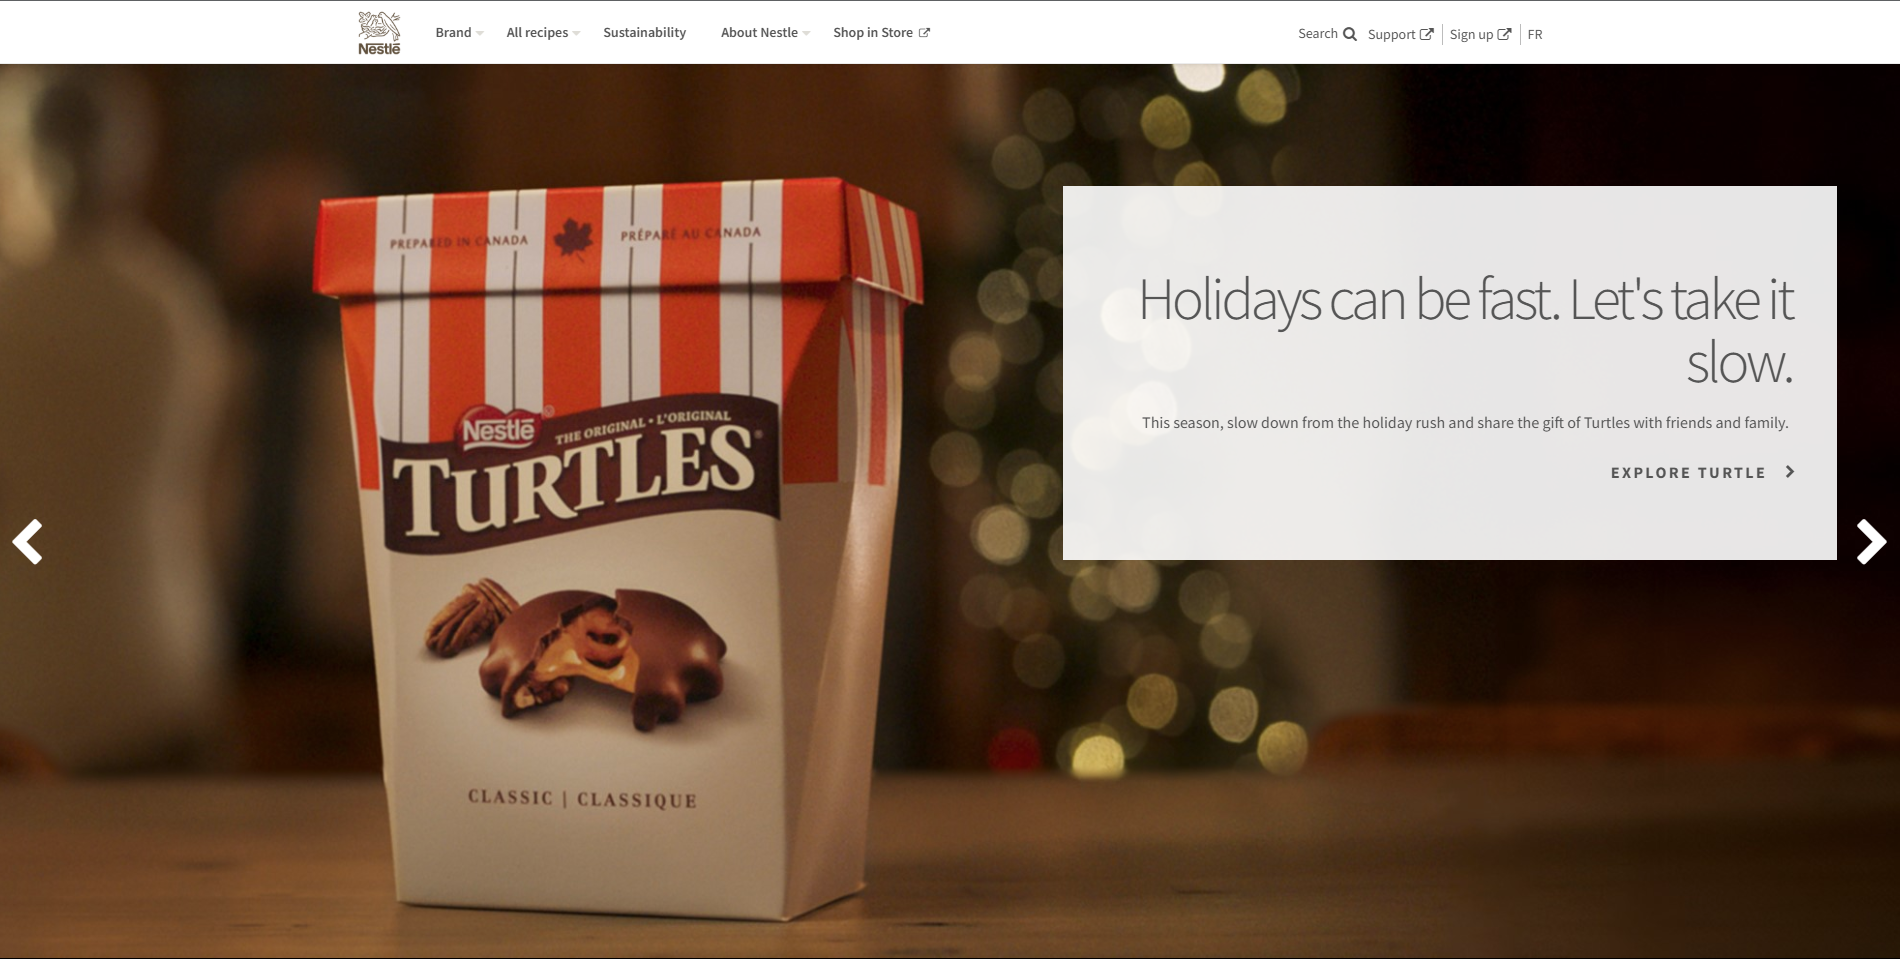 Nestlé
Brand
All recipes
Sustainability
About Nestle
Shop in Store
Search
Support
Sign up
FR
PREPARED IN CANADA
PRÉPARÉ AU CANADA
Nestlé®
THE ORIGINAL • L'ORIGINAL
TURTLES®
CLASSIC | CLASSIQUE
Holidays can be fast. Let's take it
slow.
This season, slow down from the holiday rush and share the gift of Turtles with friends and family.
EXPLORE TURTLE